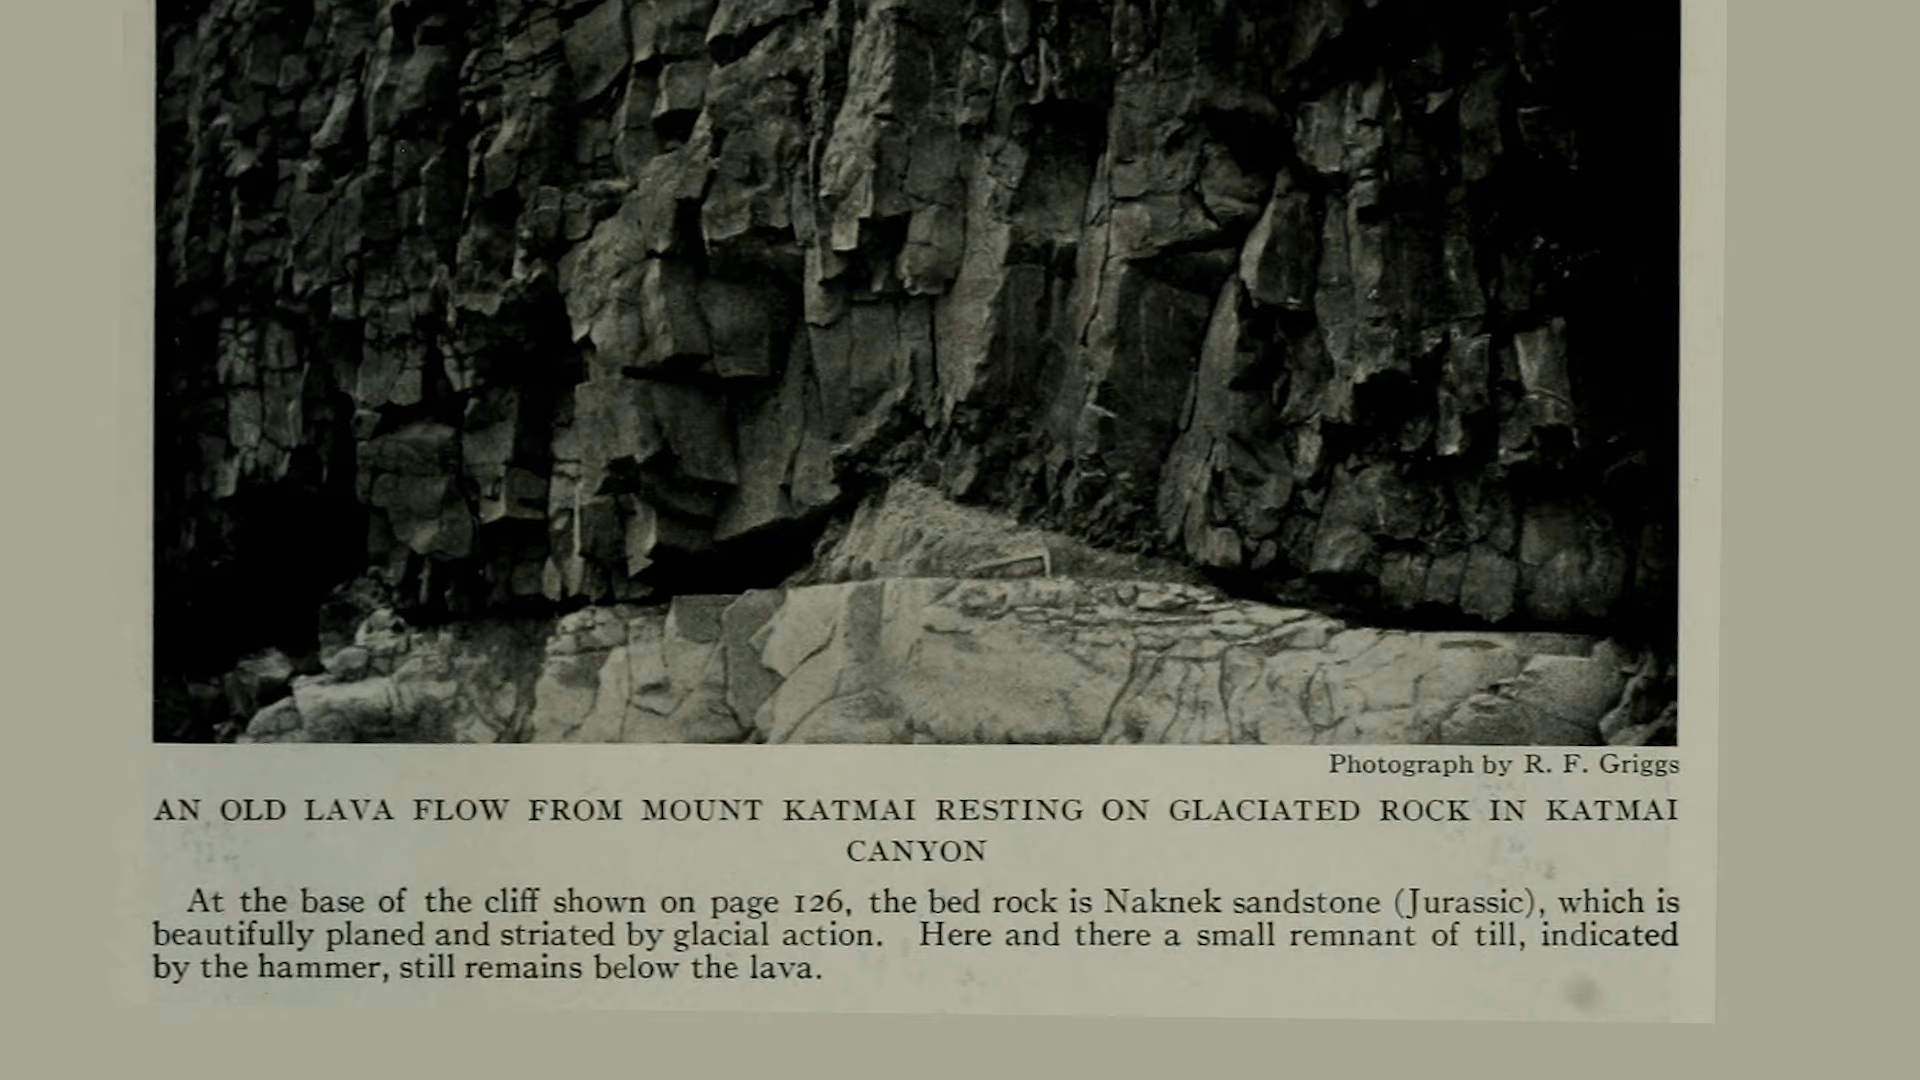 Photograph by R. F. Griggs
AN OLD LAVA FLOW FROM MOUNT KATMAI RESTING ON GLACIATED ROCK IN KATMAI
CANYON
At the base of the cliff shown on page 126, the bed rock is Naknek sandstone (Jurassic), which is
beautifully planed and striated by glacial action. Here and there a small remnant of till, indicated
by the hammer, still remains below the lava.